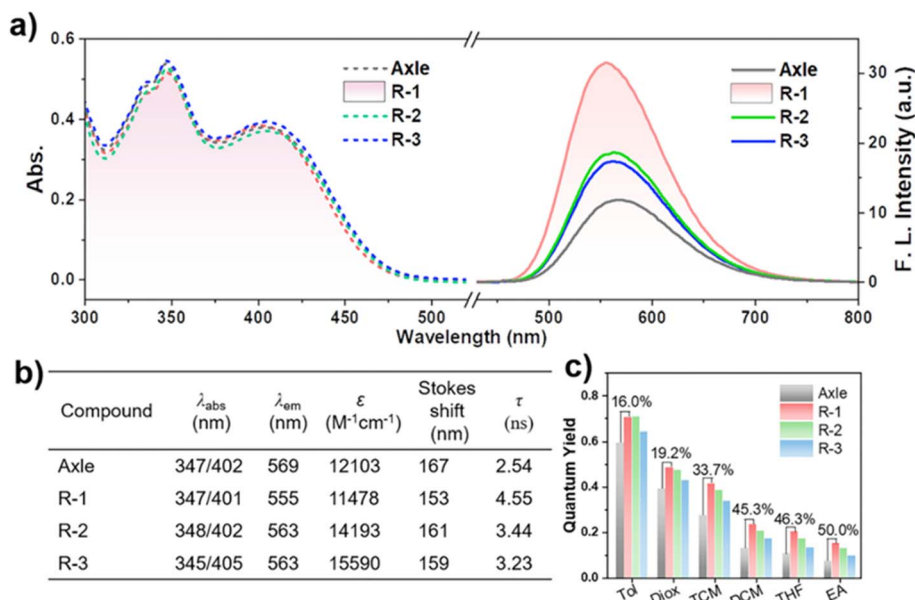 a)
0.6
0.4
0.2
0.0
Abs.
Axle
R-1
R-2
R-3
Axle
R-1
R-2
R-3
30
20
10
0
F. L. Intensity (a.u.)
300 350 400 450 500 500 600 700 800
Wavelength (nm)
b)
Compound λabs (nm) λem (nm) ε (M-1cm-1) Stokes shift (nm) τ (ns)
Axle 347/402 569 12103 167 2.54
R-1 347/401 555 11478 153 4.55
R-2 348/402 563 14193 161 3.44
R-3 345/405 563 15590 159 3.23
c)
0.8
0.6
0.4
0.2
0.0
Quantum Yield
Axle
R-1
R-2
R-3
16.0%
19.2%
33.7%
45.3%
46.3%
50.0%
Tol Diox TCM DCM THF EA